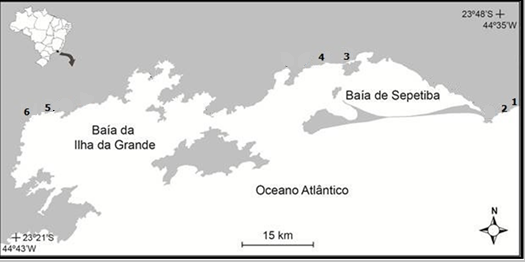 23°48'S
44°35'W
4 3
Baía de Sepetiba
1
2
6 5
Baía da
Ilha da Grande
Oceano Atlântico
N
23°21'S
44°43'W
15 km